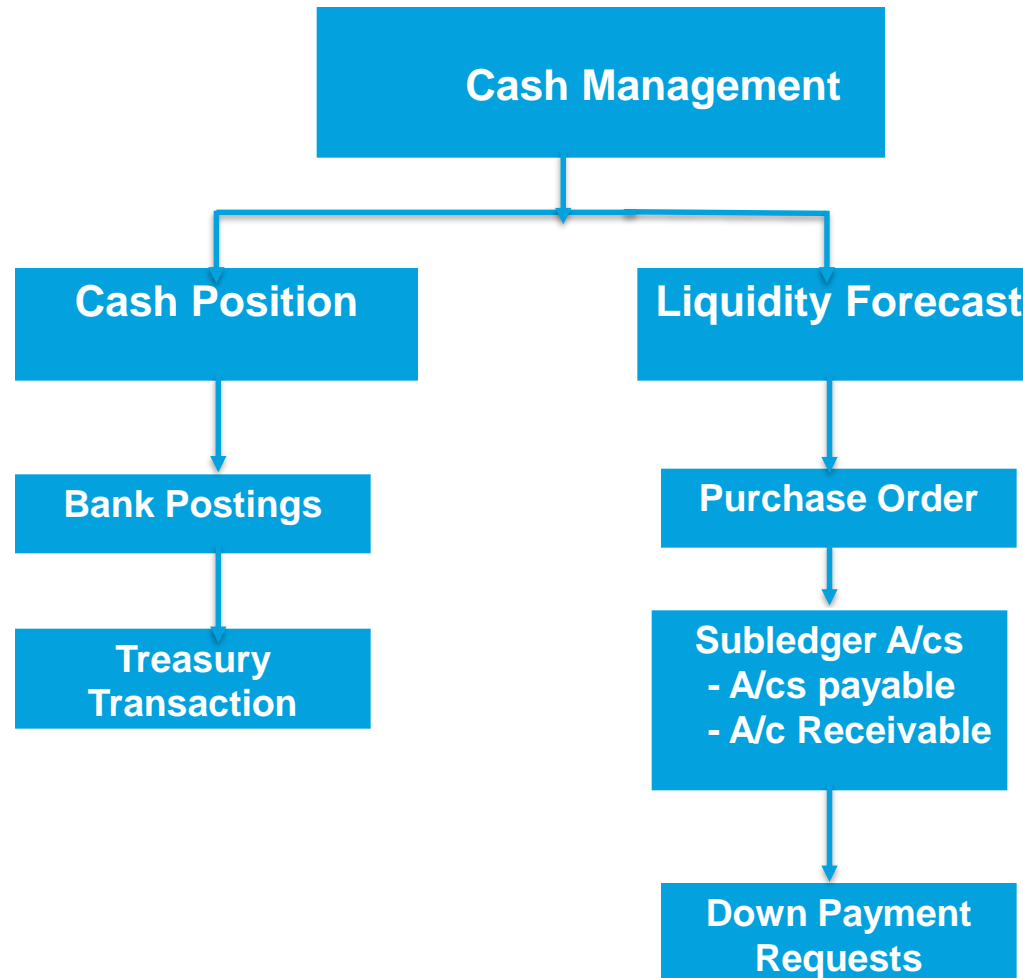 Cash Management
Cash Position
Liquidity Forecast
Bank Postings
Purchase Order
Treasury
Transaction
Subledger A/cs
- A/cs payable
- A/c Receivable
Down Payment
Requests